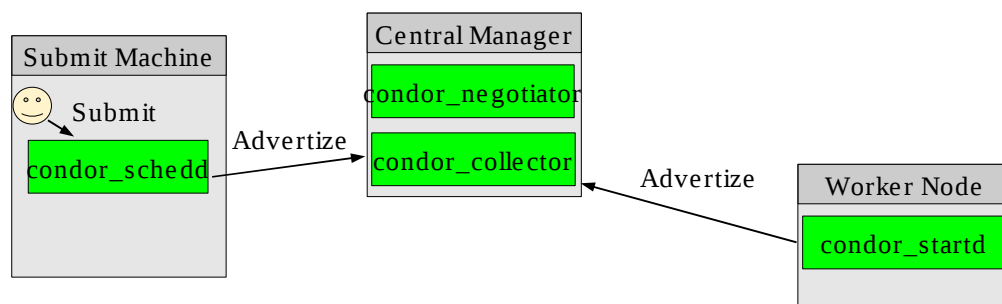 Submit Machine
Submit
condor_schedd
Advertize
Central Manager
condor_negotiator
condor_collector
Advertize
Worker Node
condor_startd